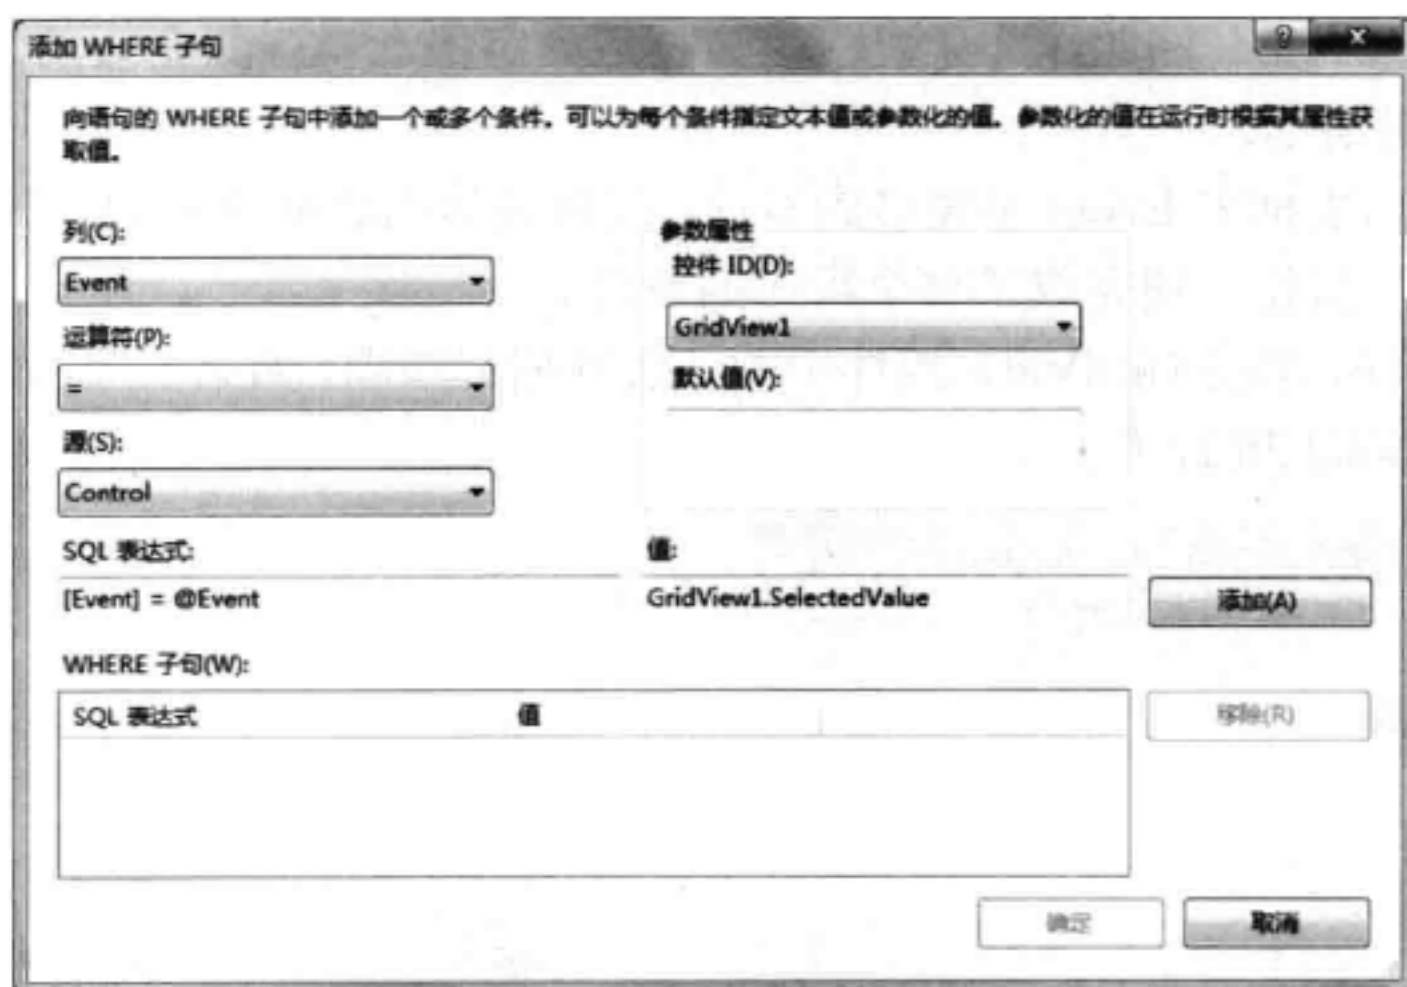 添加 WHERE 子句
向语句的 WHERE 子句中添加一个或多个条件。可以为每个条件指定文本值或参数化的值。参数化的值在运行时根据其属性获
取值。
列(C):
Event
运算符(P):
=
源(S):
Control
参数属性
控件 ID(D):
GridView1
默认值(V):
SQL 表达式:
值:
[Event] = @Event
GridView1.SelectedValue
添加(A)
WHERE 子句(W):
SQL 表达式
值
移除(R)
确定
取消